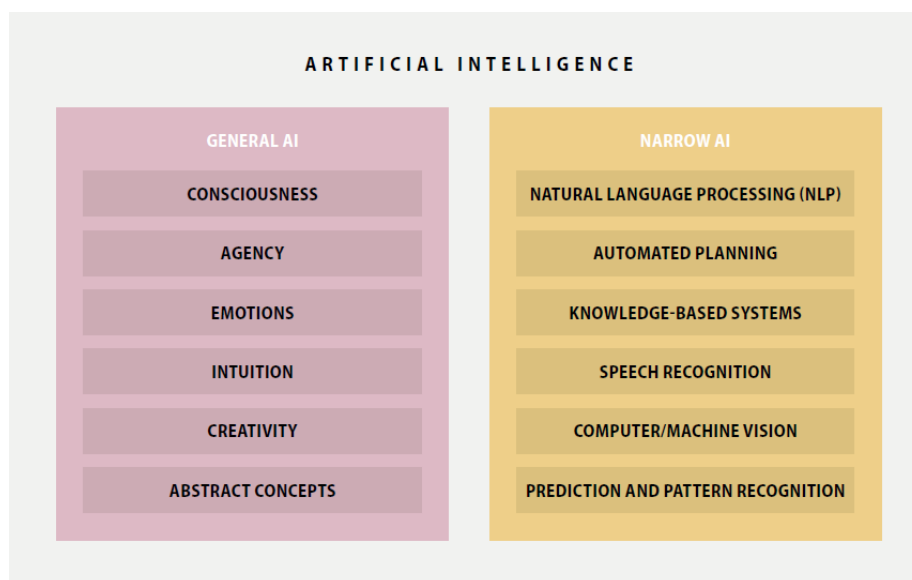 ARTIFICIAL INTELLIGENCE
GENERAL AI
CONSCIOUSNESS
AGENCY
EMOTIONS
INTUITION
CREATIVITY
ABSTRACT CONCEPTS
NARROW AI
NATURAL LANGUAGE PROCESSING (NLP)
AUTOMATED PLANNING
KNOWLEDGE-BASED SYSTEMS
SPEECH RECOGNITION
COMPUTER/MACHINE VISION
PREDICTION AND PATTERN RECOGNITION